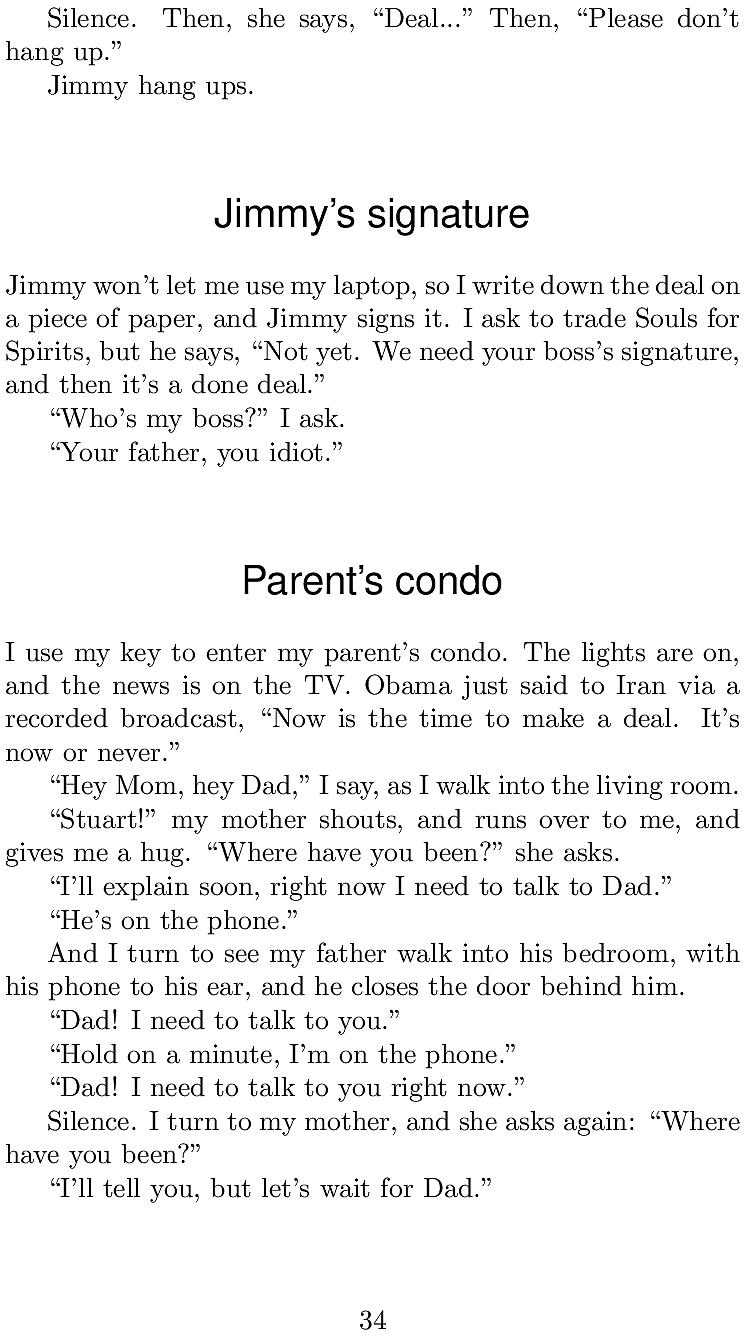 Silence. Then, she says, “Deal...” Then, “Please don’t
hang up.”
Jimmy hang ups.
Jimmy’s signature
Jimmy won’t let me use my laptop, so I write down the deal on
a piece of paper, and Jimmy signs it. I ask to trade Souls for
Spirits, but he says, “Not yet. We need your boss’s signature,
and then it’s a done deal.”
“Who’s my boss?” I ask.
“Your father, you idiot.”
Parent’s condo
I use my key to enter my parent’s condo. The lights are on,
and the news is on the TV. Obama just said to Iran via a
recorded broadcast, “Now is the time to make a deal. It’s
now or never.”
“Hey Mom, hey Dad,” I say, as I walk into the living room.
“Stuart!” my mother shouts, and runs over to me, and
gives me a hug. “Where have you been?” she asks.
“I’ll explain soon, right now I need to talk to Dad.”
“He’s on the phone.”
And I turn to see my father walk into his bedroom, with
his phone to his ear, and he closes the door behind him.
“Dad! I need to talk to you.”
“Hold on a minute, I’m on the phone.”
“Dad! I need to talk to you right now.”
Silence. I turn to my mother, and she asks again: “Where
have you been?”
“I’ll tell you, but let’s wait for Dad.”
34